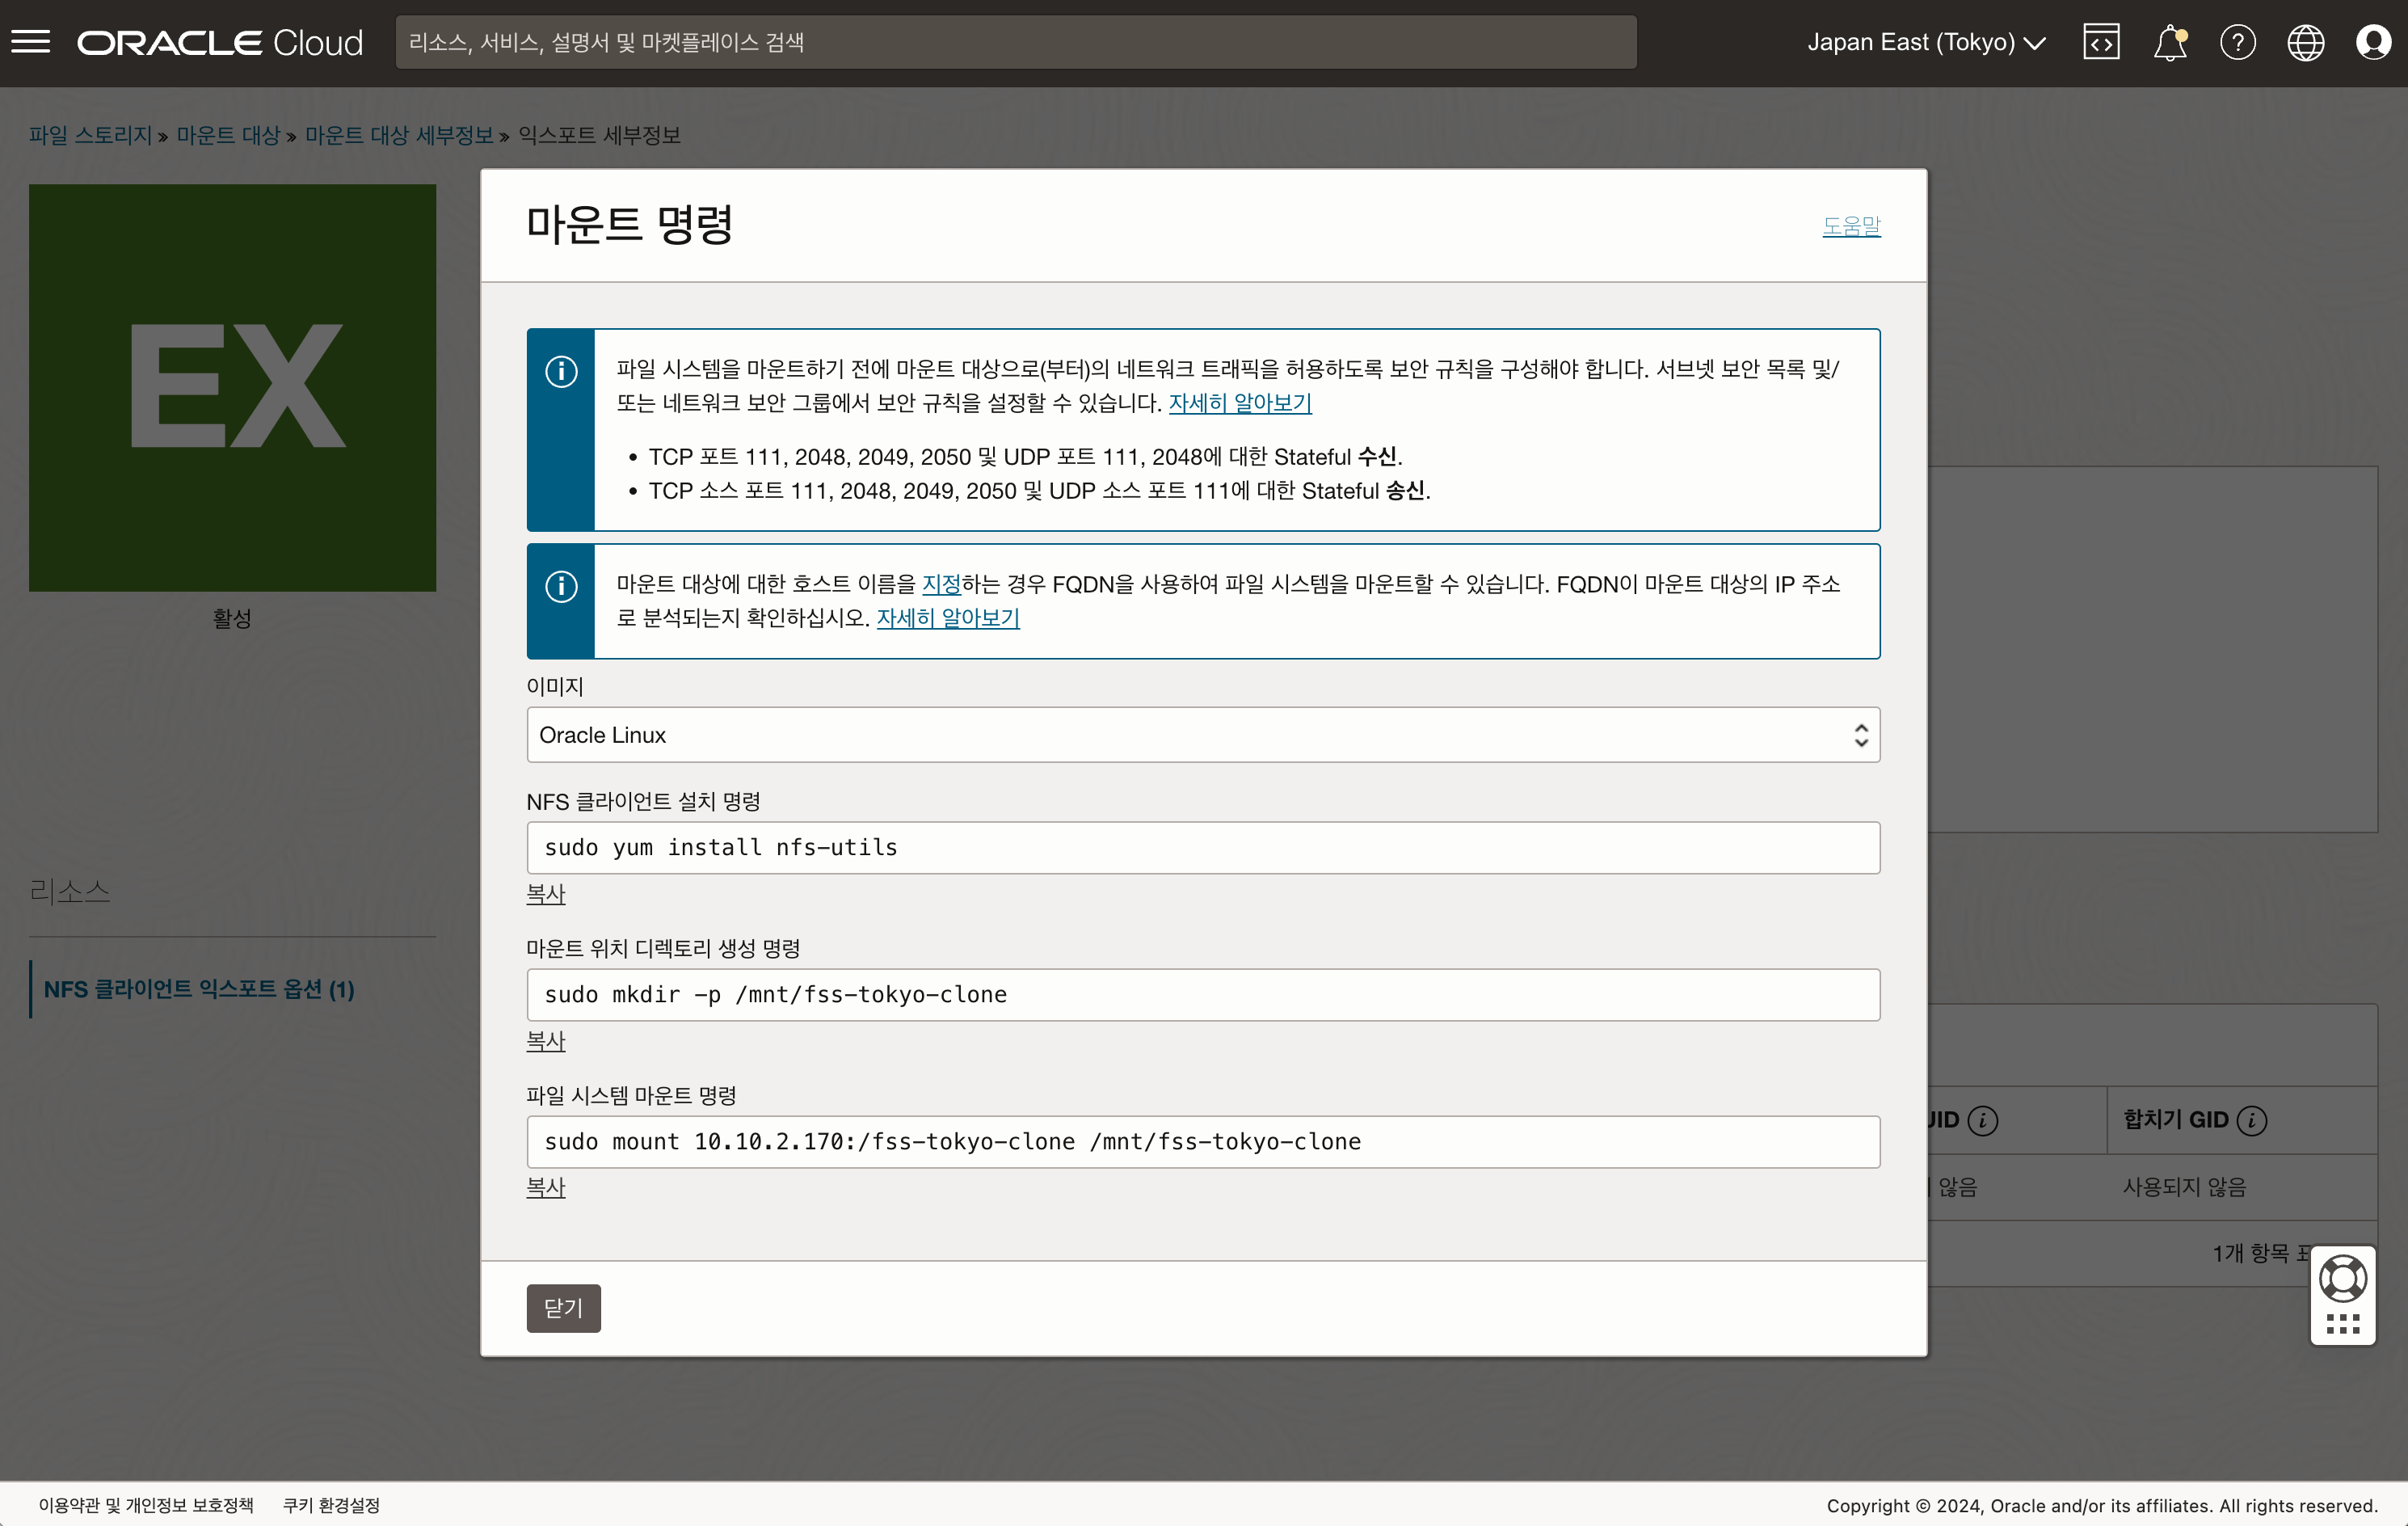 ORACLE Cloud
리소스, 서비스, 설명서 및 마켓플레이스 검색
Japan East (Tokyo)
파일 스토리지 » 마운트 대상 » 마운트 대상 세부정보 » 익스포트 세부정보
EX
활성
리소스
NFS 클라이언트 익스포트 옵션 (1)
마운트 명령
도움말
파일 시스템을 마운트하기 전에 마운트 대상으로(부터)의 네트워크 트래픽을 허용하도록 보안 규칙을 구성해야 합니다. 서브넷 보안 목록 및/
또는 네트워크 보안 그룹에서 보안 규칙을 설정할 수 있습니다. 자세히 알아보기
• TCP 포트 111, 2048, 2049, 2050 및 UDP 포트 111, 2048에 대한 Stateful 수신.
• TCP 소스 포트 111, 2048, 2049, 2050 및 UDP 소스 포트 111에 대한 Stateful 송신.
마운트 대상에 대한 호스트 이름을 지정하는 경우 FQDN을 사용하여 파일 시스템을 마운트할 수 있습니다. FQDN이 마운트 대상의 IP 주소
로 분석되는지 확인하십시오. 자세히 알아보기
이미지
Oracle Linux
NFS 클라이언트 설치 명령
sudo yum install nfs-utils
복사
마운트 위치 디렉토리 생성 명령
sudo mkdir -p /mnt/fss-tokyo-clone
복사
파일 시스템 마운트 명령
sudo mount 10.10.2.170:/fss-tokyo-clone /mnt/fss-tokyo-clone
복사
닫기
합치기 GID
않음
사용되지 않음
1개 항목
이용약관 및 개인정보 보호정책
쿠키 환경설정
Copyright © 2024, Oracle and/or its affiliates. All rights reserved.